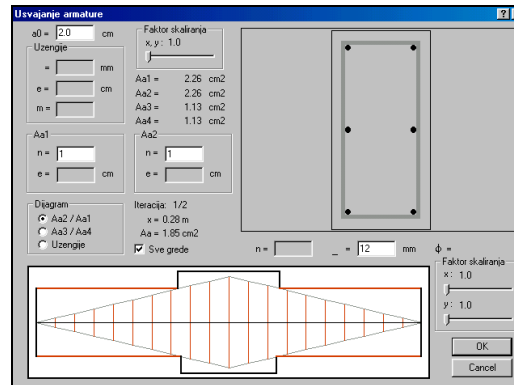 Usvajanje armature
a0 = 2.0 cm
Uzengije
= mm
e = cm
m =
Faktor skaliranja
x, y : 1.0
Aa1 = 2.26 cm2
Aa2 = 2.26 cm2
Aa3 = 1.13 cm2
Aa4 = 1.13 cm2
Aa1
n = 1
e = cm
Aa2
n = 1
e = cm
Dijagram
Aa2 / Aa1
Aa3 / Aa4
Uzengije
Iteracija: 1/2
x = 0.28 m
Aa = 1.85 cm2
Sve grede
n = _ = 12 mm ϕ =
Faktor skaliranja
x : 1.0
y : 1.0
OK
Cancel